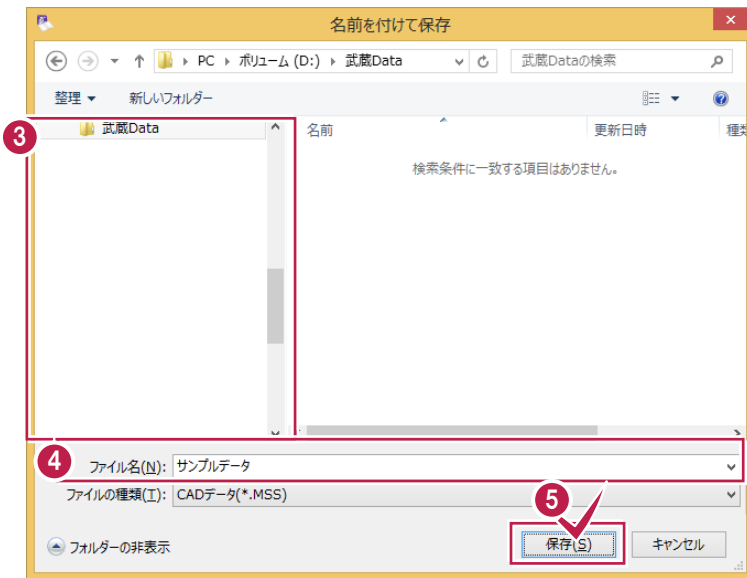 名前を付けて保存
PC ボリューム (D:) 武蔵Data 武蔵Dataの検索
整理 新しいフォルダー
3
武蔵Data
名前 更新日時 種類
検索条件に一致する項目はありません。
4
ファイル名(N): サンプルデータ
ファイルの種類(T): CADデータ(*.MSS)
5
フォルダーの非表示 保存(S) キャンセル